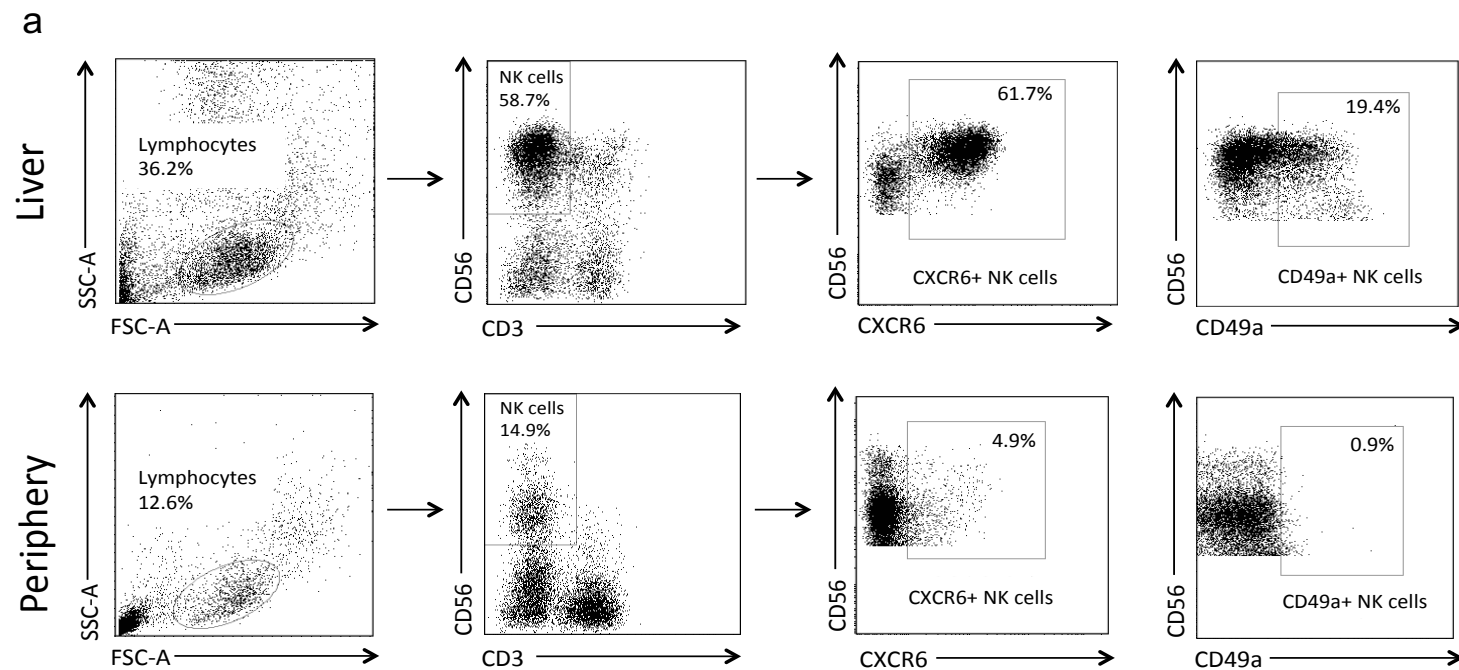 a
Liver
SSC-A
Lymphocytes
36.2%
FSC-A
CD56
NK cells
58.7%
CD3
CD56
61.7%
CXCR6+ NK cells
CXCR6
CD56
19.4%
CD49a+ NK cells
CD49a
Periphery
SSC-A
Lymphocytes
12.6%
FSC-A
CD56
NK cells
14.9%
CD3
CD56
4.9%
CXCR6+ NK cells
CXCR6
CD56
0.9%
CD49a+ NK cells
CD49a